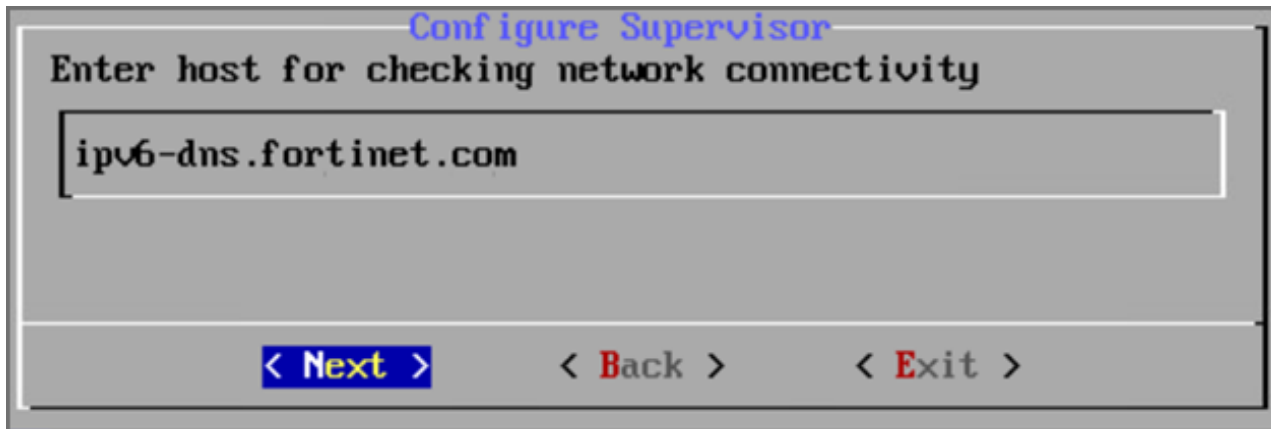 Configure Supervisor
Enter host for checking network connectivity
ipv6-dns.fortinet.com
< Next > < Back > < Exit >